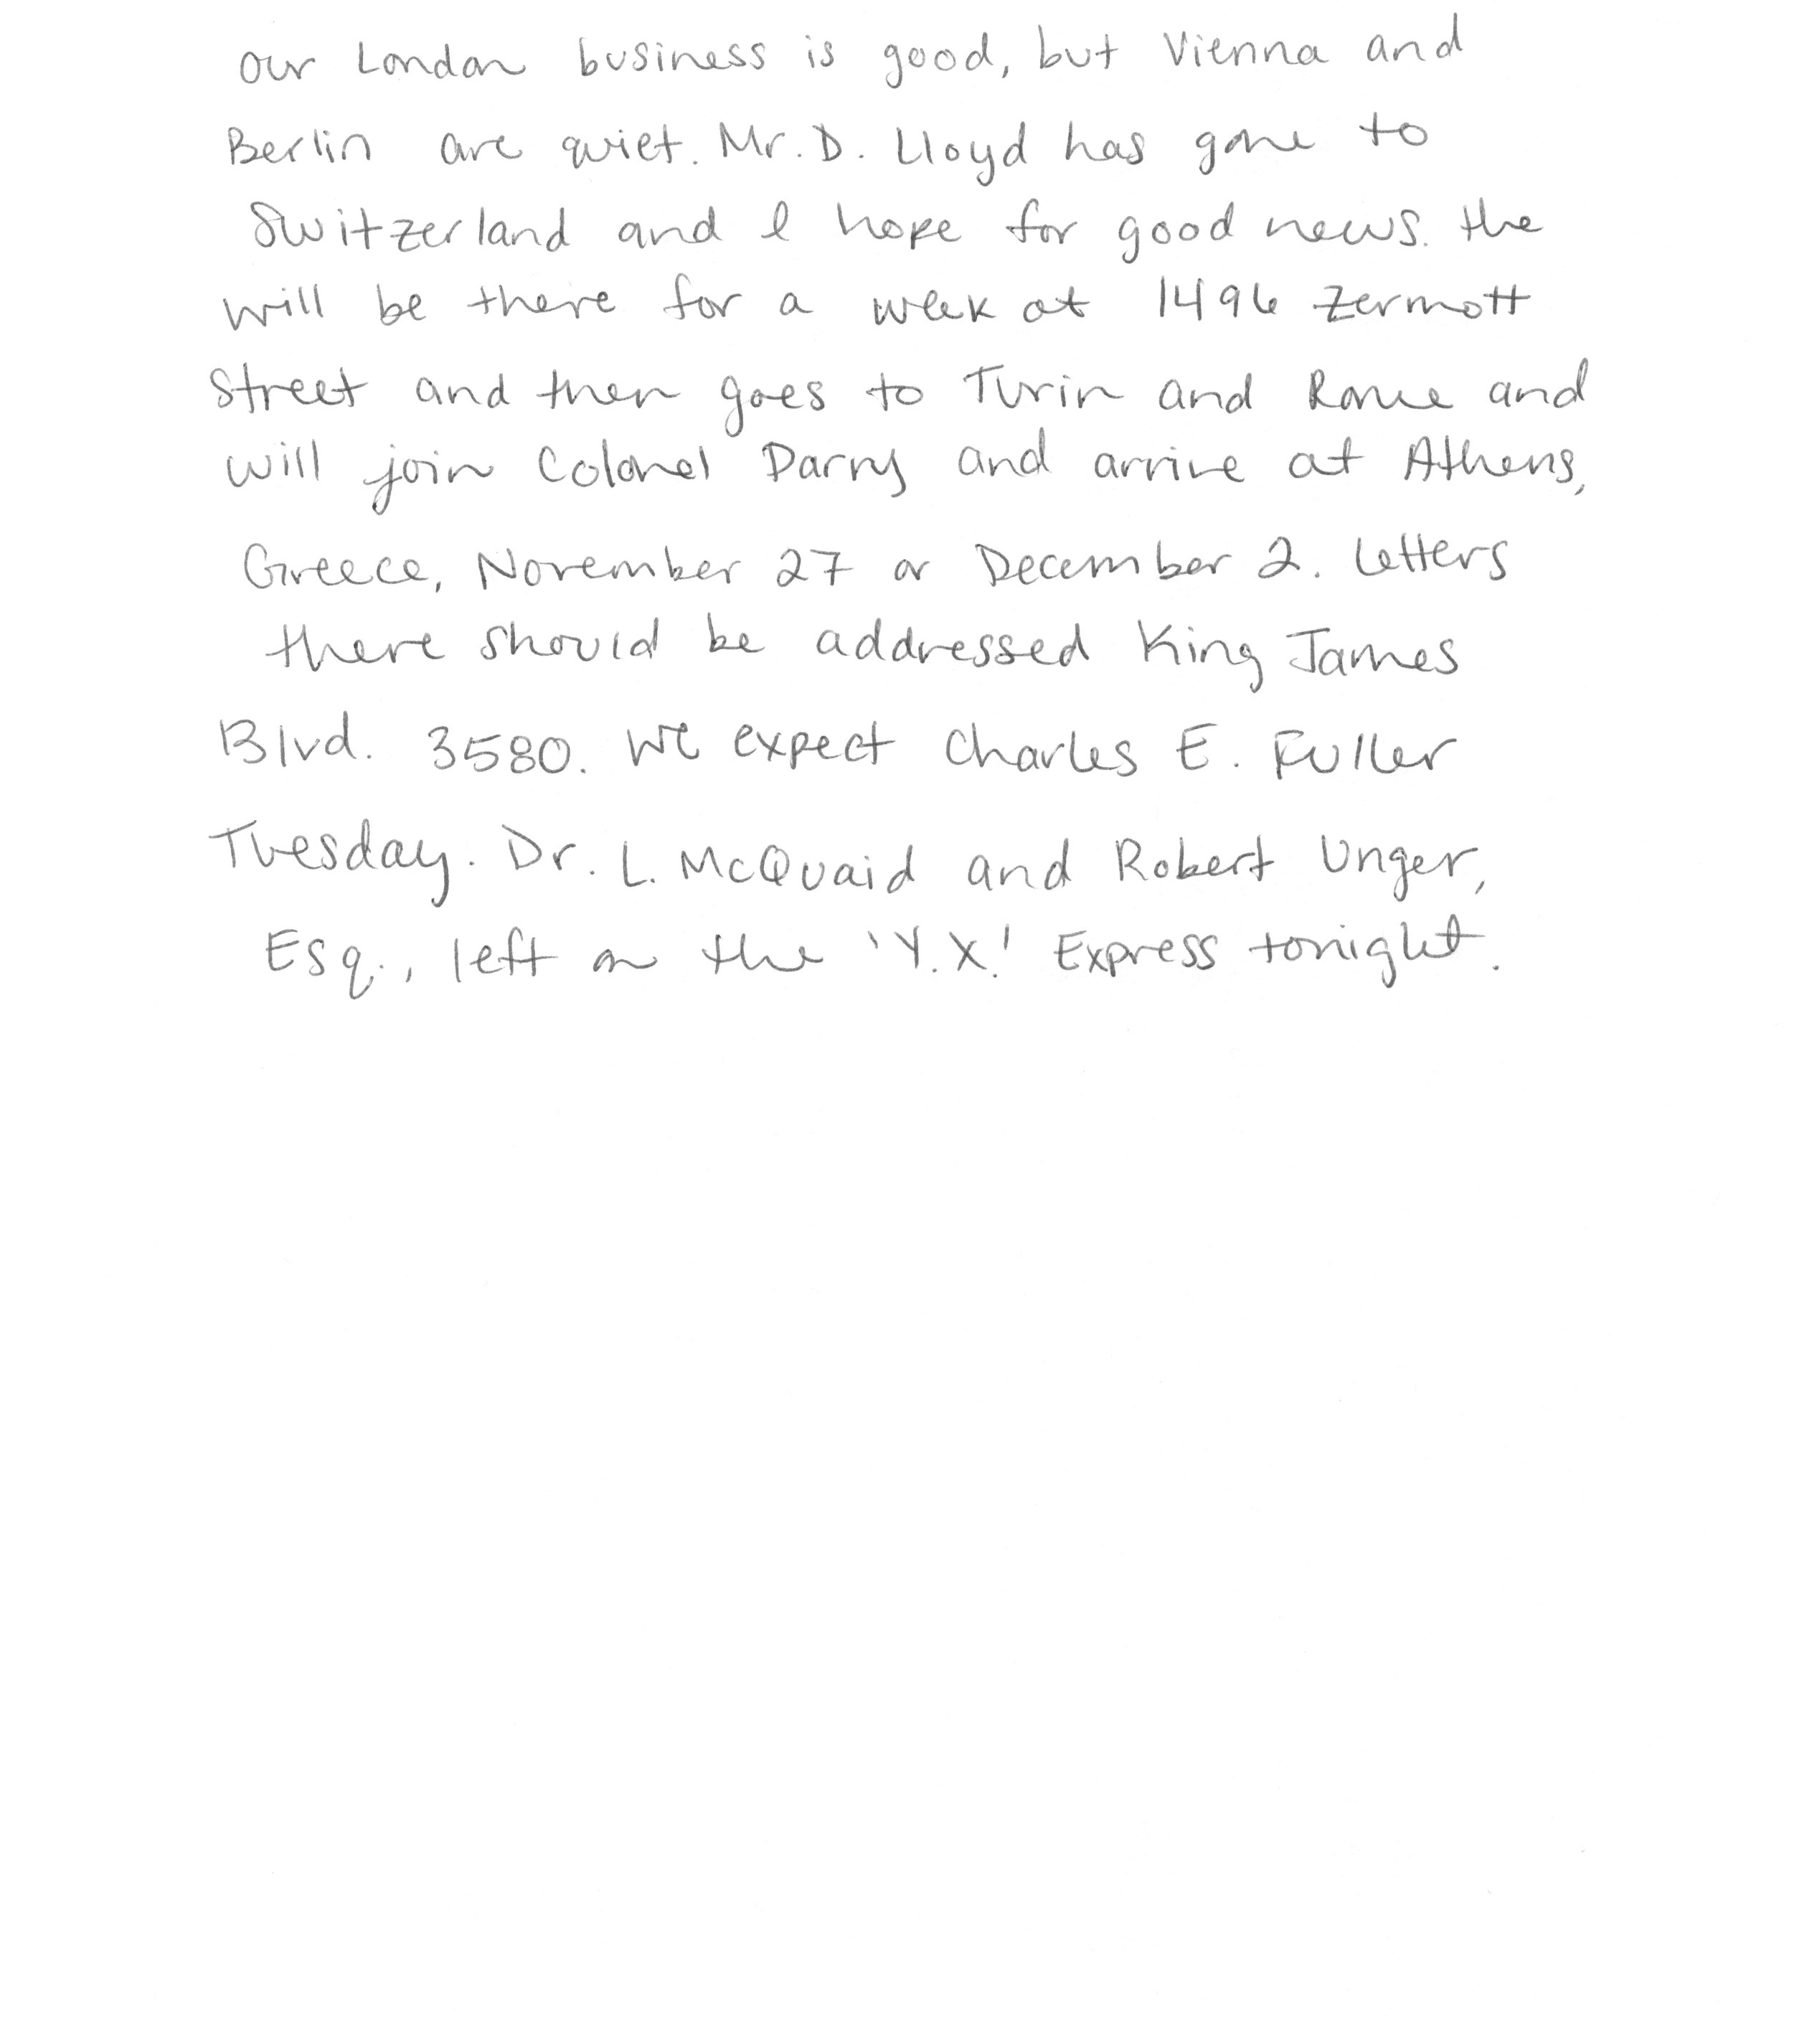 our London business is good, but Vienna and
Berlin are quiet. Mr. D. Lloyd has gone to
Switzerland and I hope for good news. the
will be there for a week at 1496 Zermott
Street and then goes to Turin and Rome and
will join Colonel Parry and arrive at Athens,
Greece, November 27 or December 2. Letters
there should be addressed King James
Blvd. 3580. We expect Charles E. Fuller
Tuesday. Dr. L. McQuaid and Robert Unger,
Esq., left on the 'Y.X.' Express tonight.